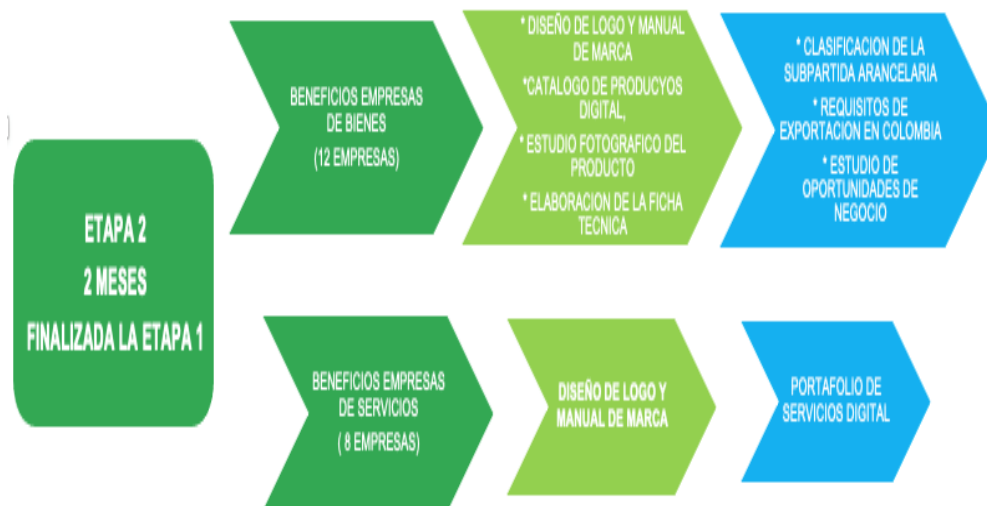 ETAPA 2
2 MESES
FINALIZADA LA ETAPA 1
BENEFICIOS EMPRESAS
DE BIENES
(12 EMPRESAS)
* DISEÑO DE LOGO Y MANUAL
DE MARCA
*CATALOGO DE PRODUCYOS
DIGITAL,
* ESTUDIO FOTOGRAFICO DEL
PRODUCTO
* ELABORACION DE LA FICHA
TECNICA
* CLASIFICACION DE LA
SUBPARTIDA ARANCELARIA
* REQUISITOS DE
EXPORTACION EN COLOMBIA
* ESTUDIO DE
OPORTUNIDADES DE
NEGOCIO
BENEFICIOS EMPRESAS
DE SERVICIOS
( 8 EMPRESAS)
DISEÑO DE LOGO Y
MANUAL DE MARCA
PORTAFOLIO DE
SERVICIOS DIGITAL